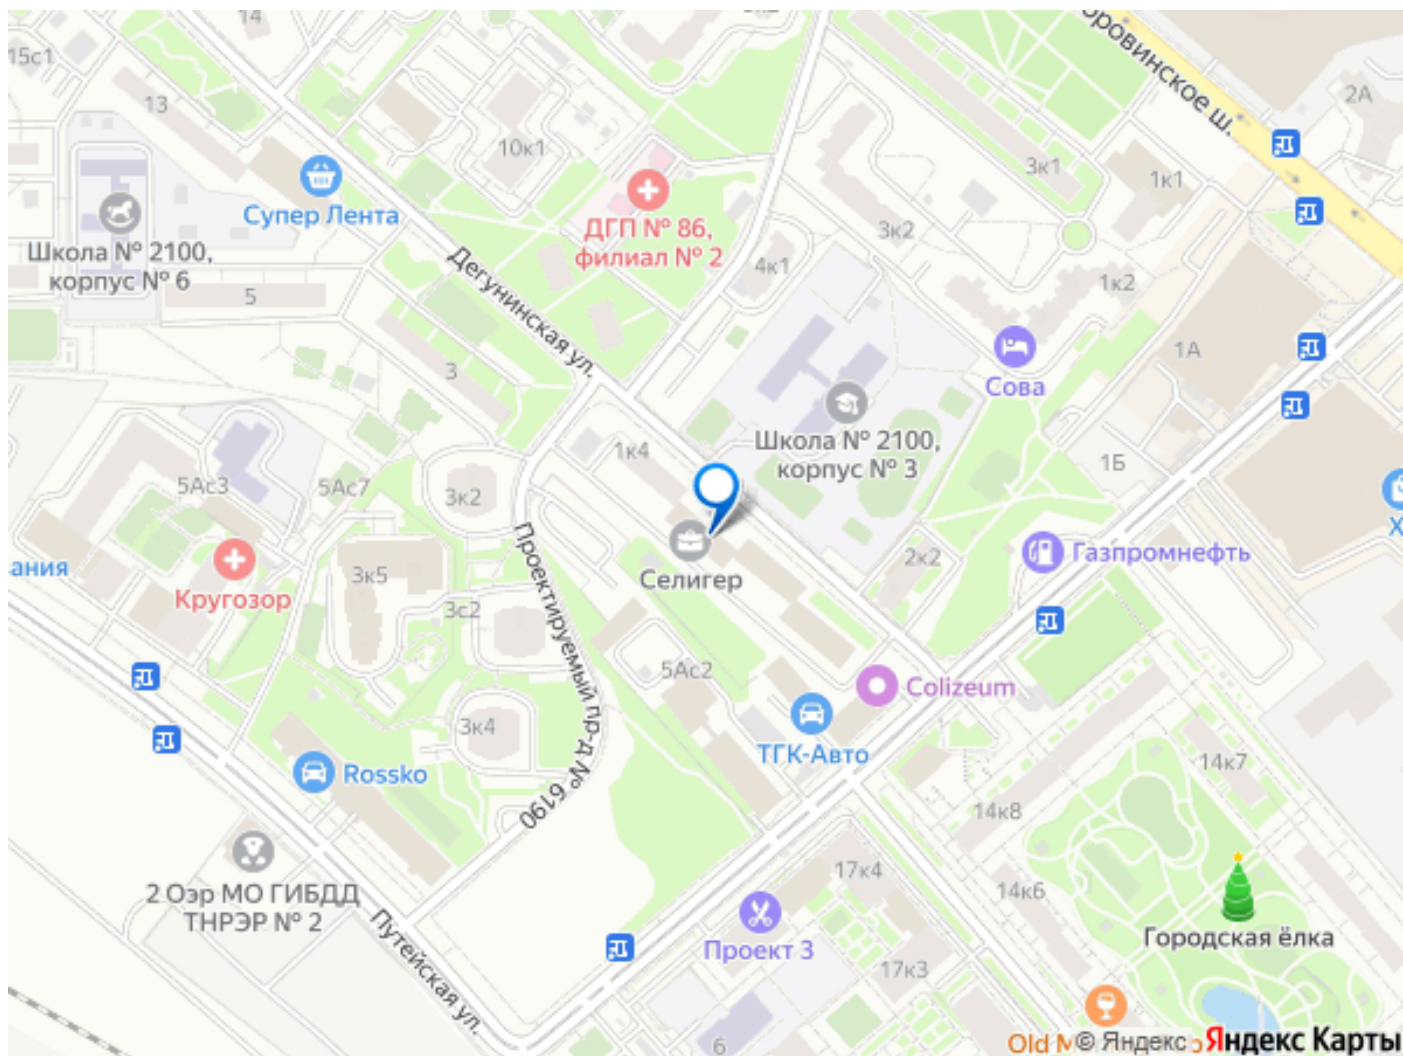 14
к2
15с1
13
оровинское ш.
2А
10к1
3к1
1к1
Супер Лента
ДГП № 86,
филиал № 2
3к2
Школа № 2100,
корпус № 6
4к1
1к2
5
Дегунинская ул.
3
1А
Сова
Школа № 2100,
корпус № 3
1к4
1Б
5Ас3
5Ас7
3к2
Х
ания
Кругозор
3к5
Проектируемый пр-д № 6190
Селигер
2к2
Газпромнефть
3с2
5Ас2
Colizeum
3к4
ТГК-Авто
Rossko
14к7
14к8
2 Оэр МО ГИБДД
ТНРЭР № 2
17к4
14к6
Путейская ул.
Проект 3
Городская ёлка
17к3
6
Old M
© Яндекс
Яндекс Карты